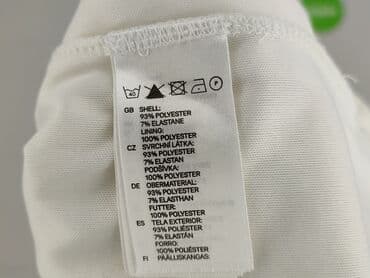 40
P
GB SHELL:
93% POLYESTER
7% ELASTANE
LINING:
100% POLYESTER
CZ SVRCHNÍ LÁTKA:
93% POLYESTER
7% ELASTAN
PODŠÍVKA:
100% POLYESTER
DE OBERMATERIAL:
93% POLYESTER
7% ELASTHAN
FUTTER:
100% POLYESTER
ES TELA EXTERIOR:
93% POLIÉSTER
7% ELASTÁN
FORRO:
100% POLIÉSTER
FI PÄÄLLISKANGAS: